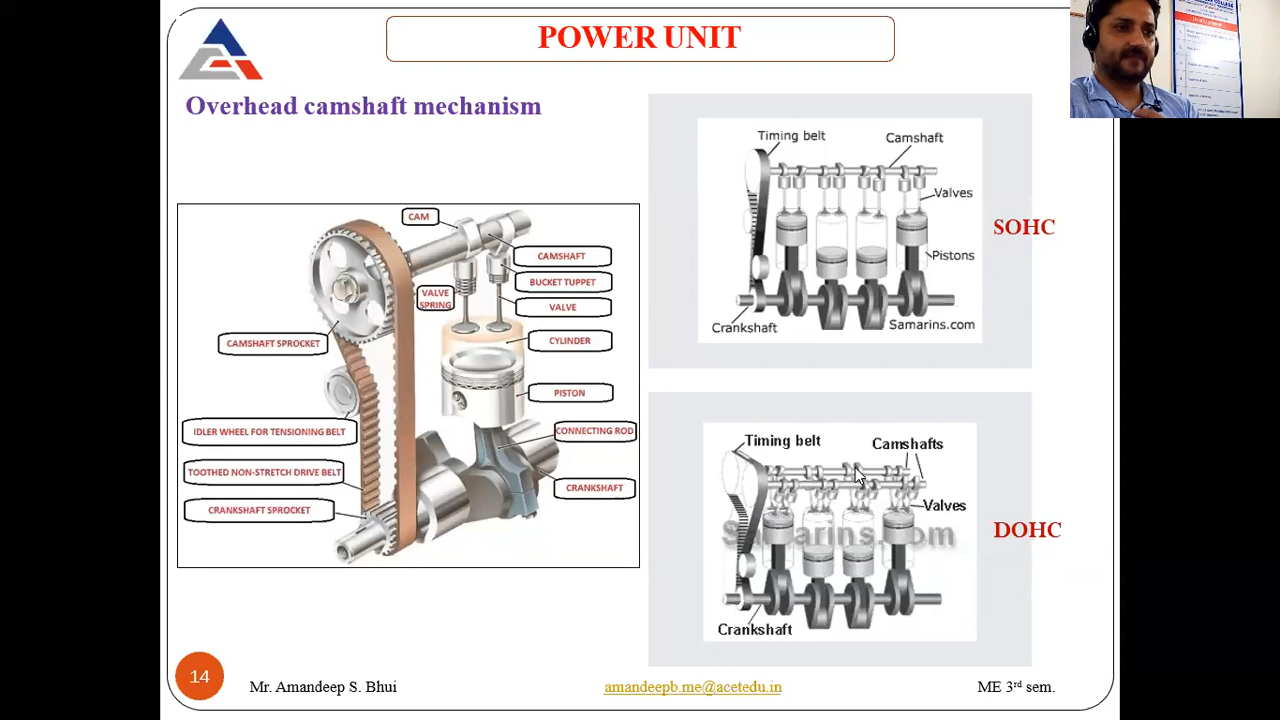 POWER UNIT
Overhead camshaft mechanism
CAM
CAMSHAFT
BUCKET TUPPET
VALVE SPRING
VALVE
CYLINDER
CAMSHAFT SPROCKET
PISTON
IDLER WHEEL FOR TENSIONING BELT
CONNECTING ROD
TOOTHED NON-STRETCH DRIVE BELT
CRANKSHAFT
CRANKSHAFT SPROCKET
Timing belt
Camshaft
Valves
SOHC
Pistons
Crankshaft
Samarins.com
Timing belt
Camshafts
Valves
DOHC
Samarins.com
Crankshaft
14
Mr. Amandeep S. Bhui
amandeepb.me@acetedu.in
ME 3rd sem.